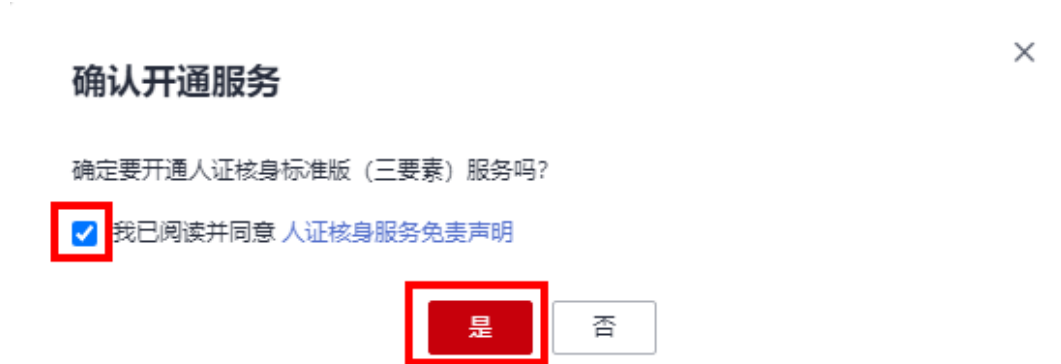 确认开通服务
确定要开通人证核身标准版（三要素）服务吗？
我已阅读并同意 人证核身服务免责声明
是 否